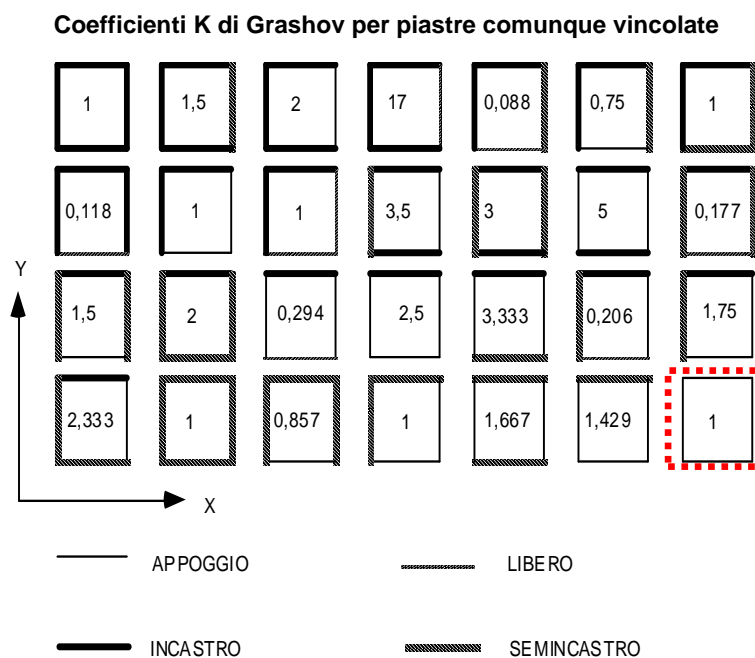 Coefficienti K di Grashov per piastre comunque vincolate
1 1,5 2 17 0,088 0,75 1
0,118 1 1 3,5 3 5 0,177
Y
1,5 2 0,294 2,5 3,333 0,206 1,75
2,333 1 0,857 1 1,667 1,429 1
X
APPOGGIO LIBERO
INCASTRO SEMINCASTRO